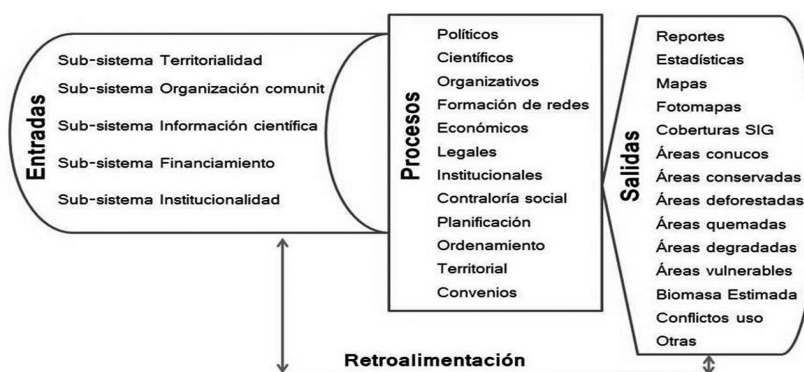 Entradas
Sub-sistema Territorialidad
Sub-sistema Organización comunit
Sub-sistema Información científica
Sub-sistema Financiamiento
Sub-sistema Institucionalidad
Procesos
Políticos
Científicos
Organizativos
Formación de redes
Económicos
Legales
Institucionales
Contraloría social
Planificación
Ordenamiento
Territorial
Convenios
Salidas
Reportes
Estadísticas
Mapas
Fotomapas
Coberturas SIG
Áreas conucos
Áreas conservadas
Áreas deforestadas
Áreas quemadas
Áreas degradadas
Áreas vulnerables
Biomasa Estimada
Conflictos uso
Otras
Retroalimentación